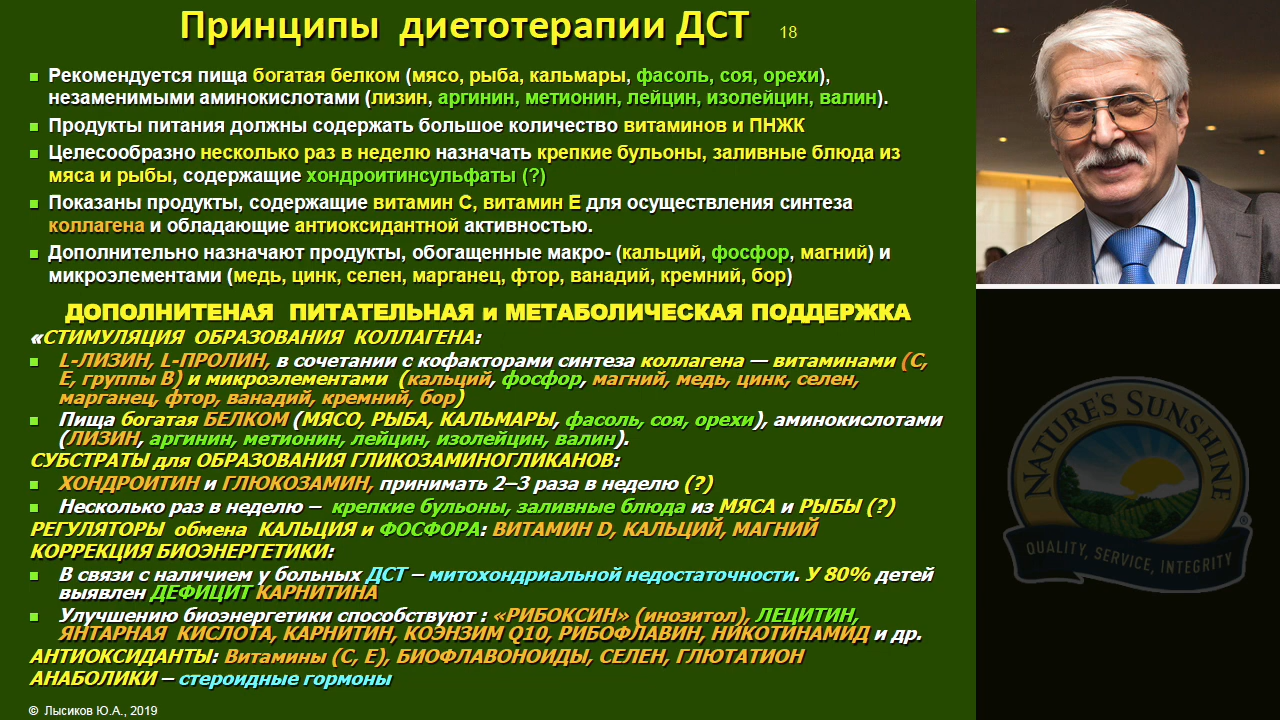 Принципы диетотерапии ДСТ 18
▪ Рекомендуется пища богатая белком (мясо, рыба, кальмары, фасоль, соя, орехи),
незаменимыми аминокислотами (лизин, аргинин, метионин, лейцин, изолейцин, валин).
▪ Продукты питания должны содержать большое количество витаминов и ПНЖК
▪ Целесообразно несколько раз в неделю назначать крепкие бульоны, заливные блюда из
мяса и рыбы, содержащие хондроитинсульфаты (?)
▪ Показаны продукты, содержащие витамин С, витамин Е для осуществления синтеза
коллагена и обладающие антиоксидантной активностью.
▪ Дополнительно назначают продукты, обогащенные макро- (кальций, фосфор, магний) и
микроэлементами (медь, цинк, селен, марганец, фтор, ванадий, кремний, бор)
ДОПОЛНИТЕНАЯ ПИТАТЕЛЬНАЯ и МЕТАБОЛИЧЕСКАЯ ПОДДЕРЖКА
«СТИМУЛЯЦИЯ ОБРАЗОВАНИЯ КОЛЛАГЕНА:
▪ L-ЛИЗИН, L-ПРОЛИН, в сочетании с кофакторами синтеза коллагена — витаминами (С,
Е, группы В) и микроэлементами (кальций, фосфор, магний, медь, цинк, селен,
марганец, фтор, ванадий, кремний, бор)
▪ Пища богатая БЕЛКОМ (МЯСО, РЫБА, КАЛЬМАРЫ, фасоль, соя, орехи), аминокислотами
(ЛИЗИН, аргинин, метионин, лейцин, изолейцин, валин).
СУБСТРАТЫ для ОБРАЗОВАНИЯ ГЛИКОЗАМИНОГЛИКАНОВ:
▪ ХОНДРОИТИН и ГЛЮКОЗАМИН, принимать 2–3 раза в неделю (?)
▪ Несколько раз в неделю – крепкие бульоны, заливные блюда из МЯСА и РЫБЫ (?)
РЕГУЛЯТОРЫ обмена КАЛЬЦИЯ и ФОСФОРА: ВИТАМИН D, КАЛЬЦИЙ, МАГНИЙ
КОРРЕКЦИЯ БИОЭНЕРГЕТИКИ:
▪ В связи с наличием у больных ДСТ – митохондриальной недостаточности. У 80% детей
выявлен ДЕФИЦИТ КАРНИТИНА
▪ Улучшению биоэнергетики способствуют : «РИБОКСИН» (инозитол), ЛЕЦИТИН,
ЯНТАРНАЯ КИСЛОТА, КАРНИТИН, КОЭНЗИМ Q10, РИБОФЛАВИН, НИКОТИНАМИД и др.
АНТИОКСИДАНТЫ: Витамины (С, Е), БИОФЛАВОНОИДЫ, СЕЛЕН, ГЛЮТАТИОН
АНАБОЛИКИ – стероидные гормоны
© Лысиков Ю.А., 2019
NATURE'S SUNSHINE
®
QUALITY, SERVICE, INTEGRITY